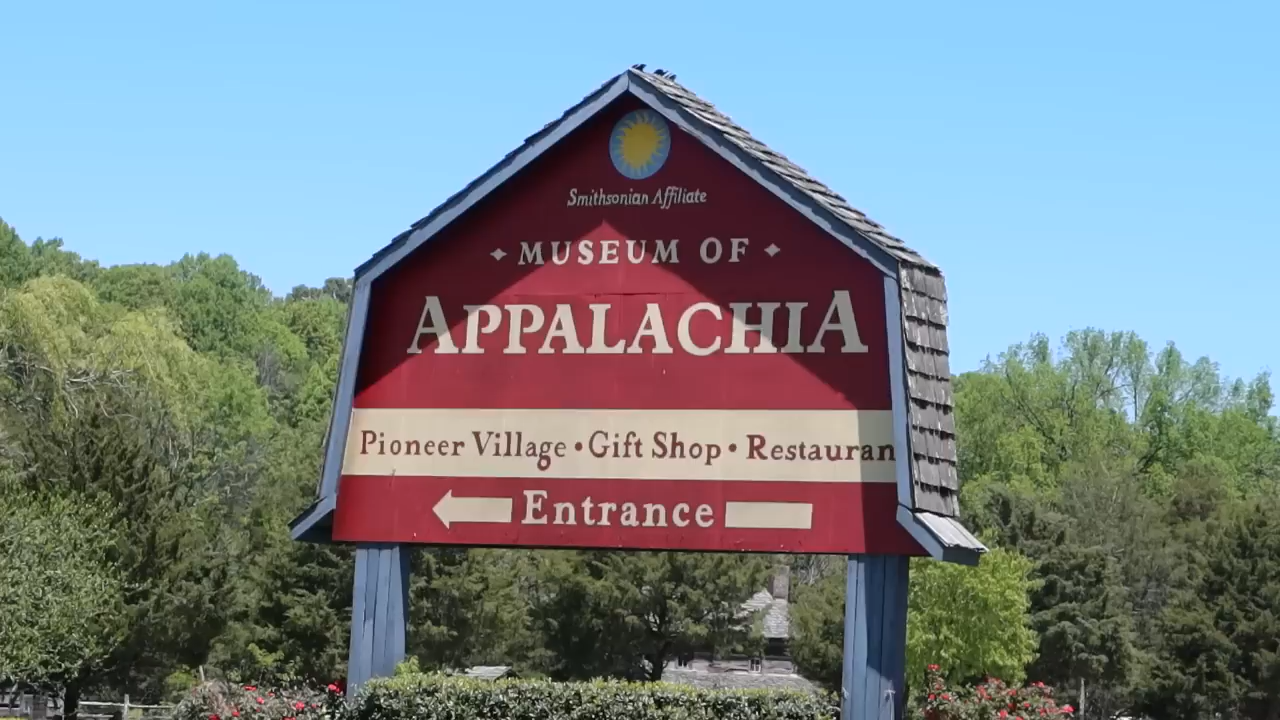 Smithsonian Affiliate
MUSEUM OF
APPALACHIA
Pioneer Village • Gift Shop • Restauran
Entrance